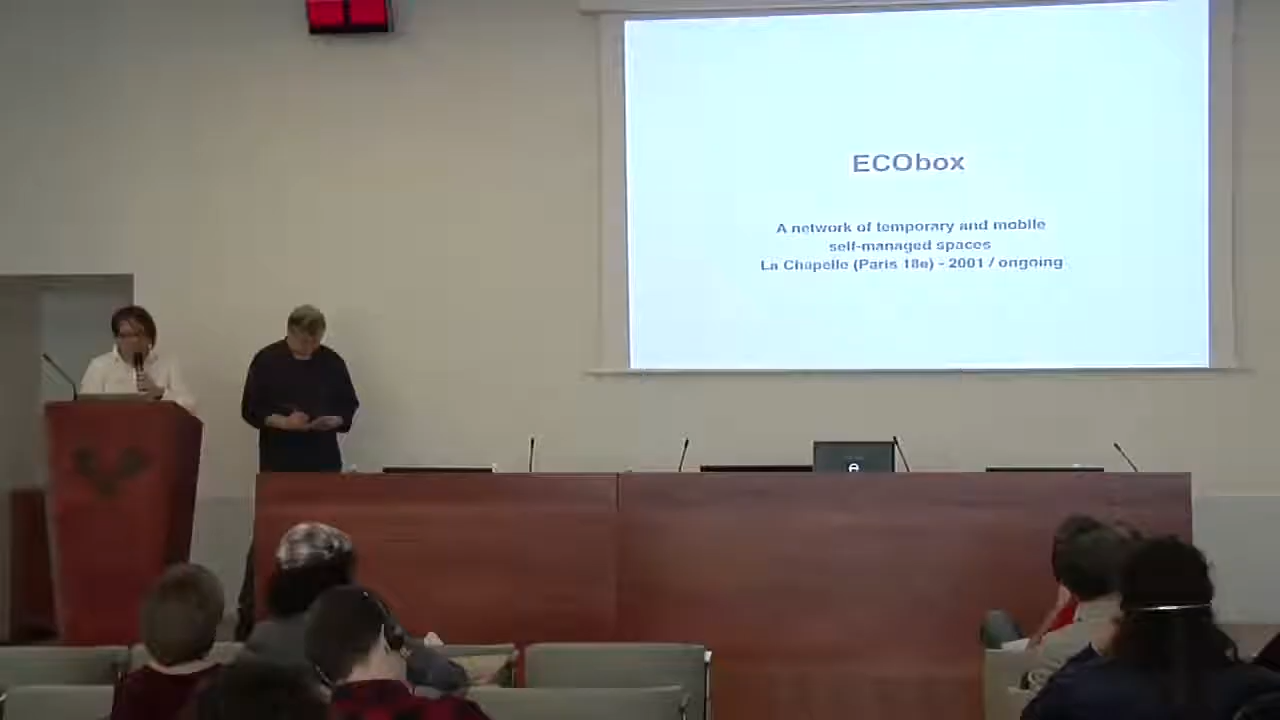 ECObox
A network of temporary and mobile
self-managed spaces
La Chapelle (Paris 18e) - 2001 / ongoing